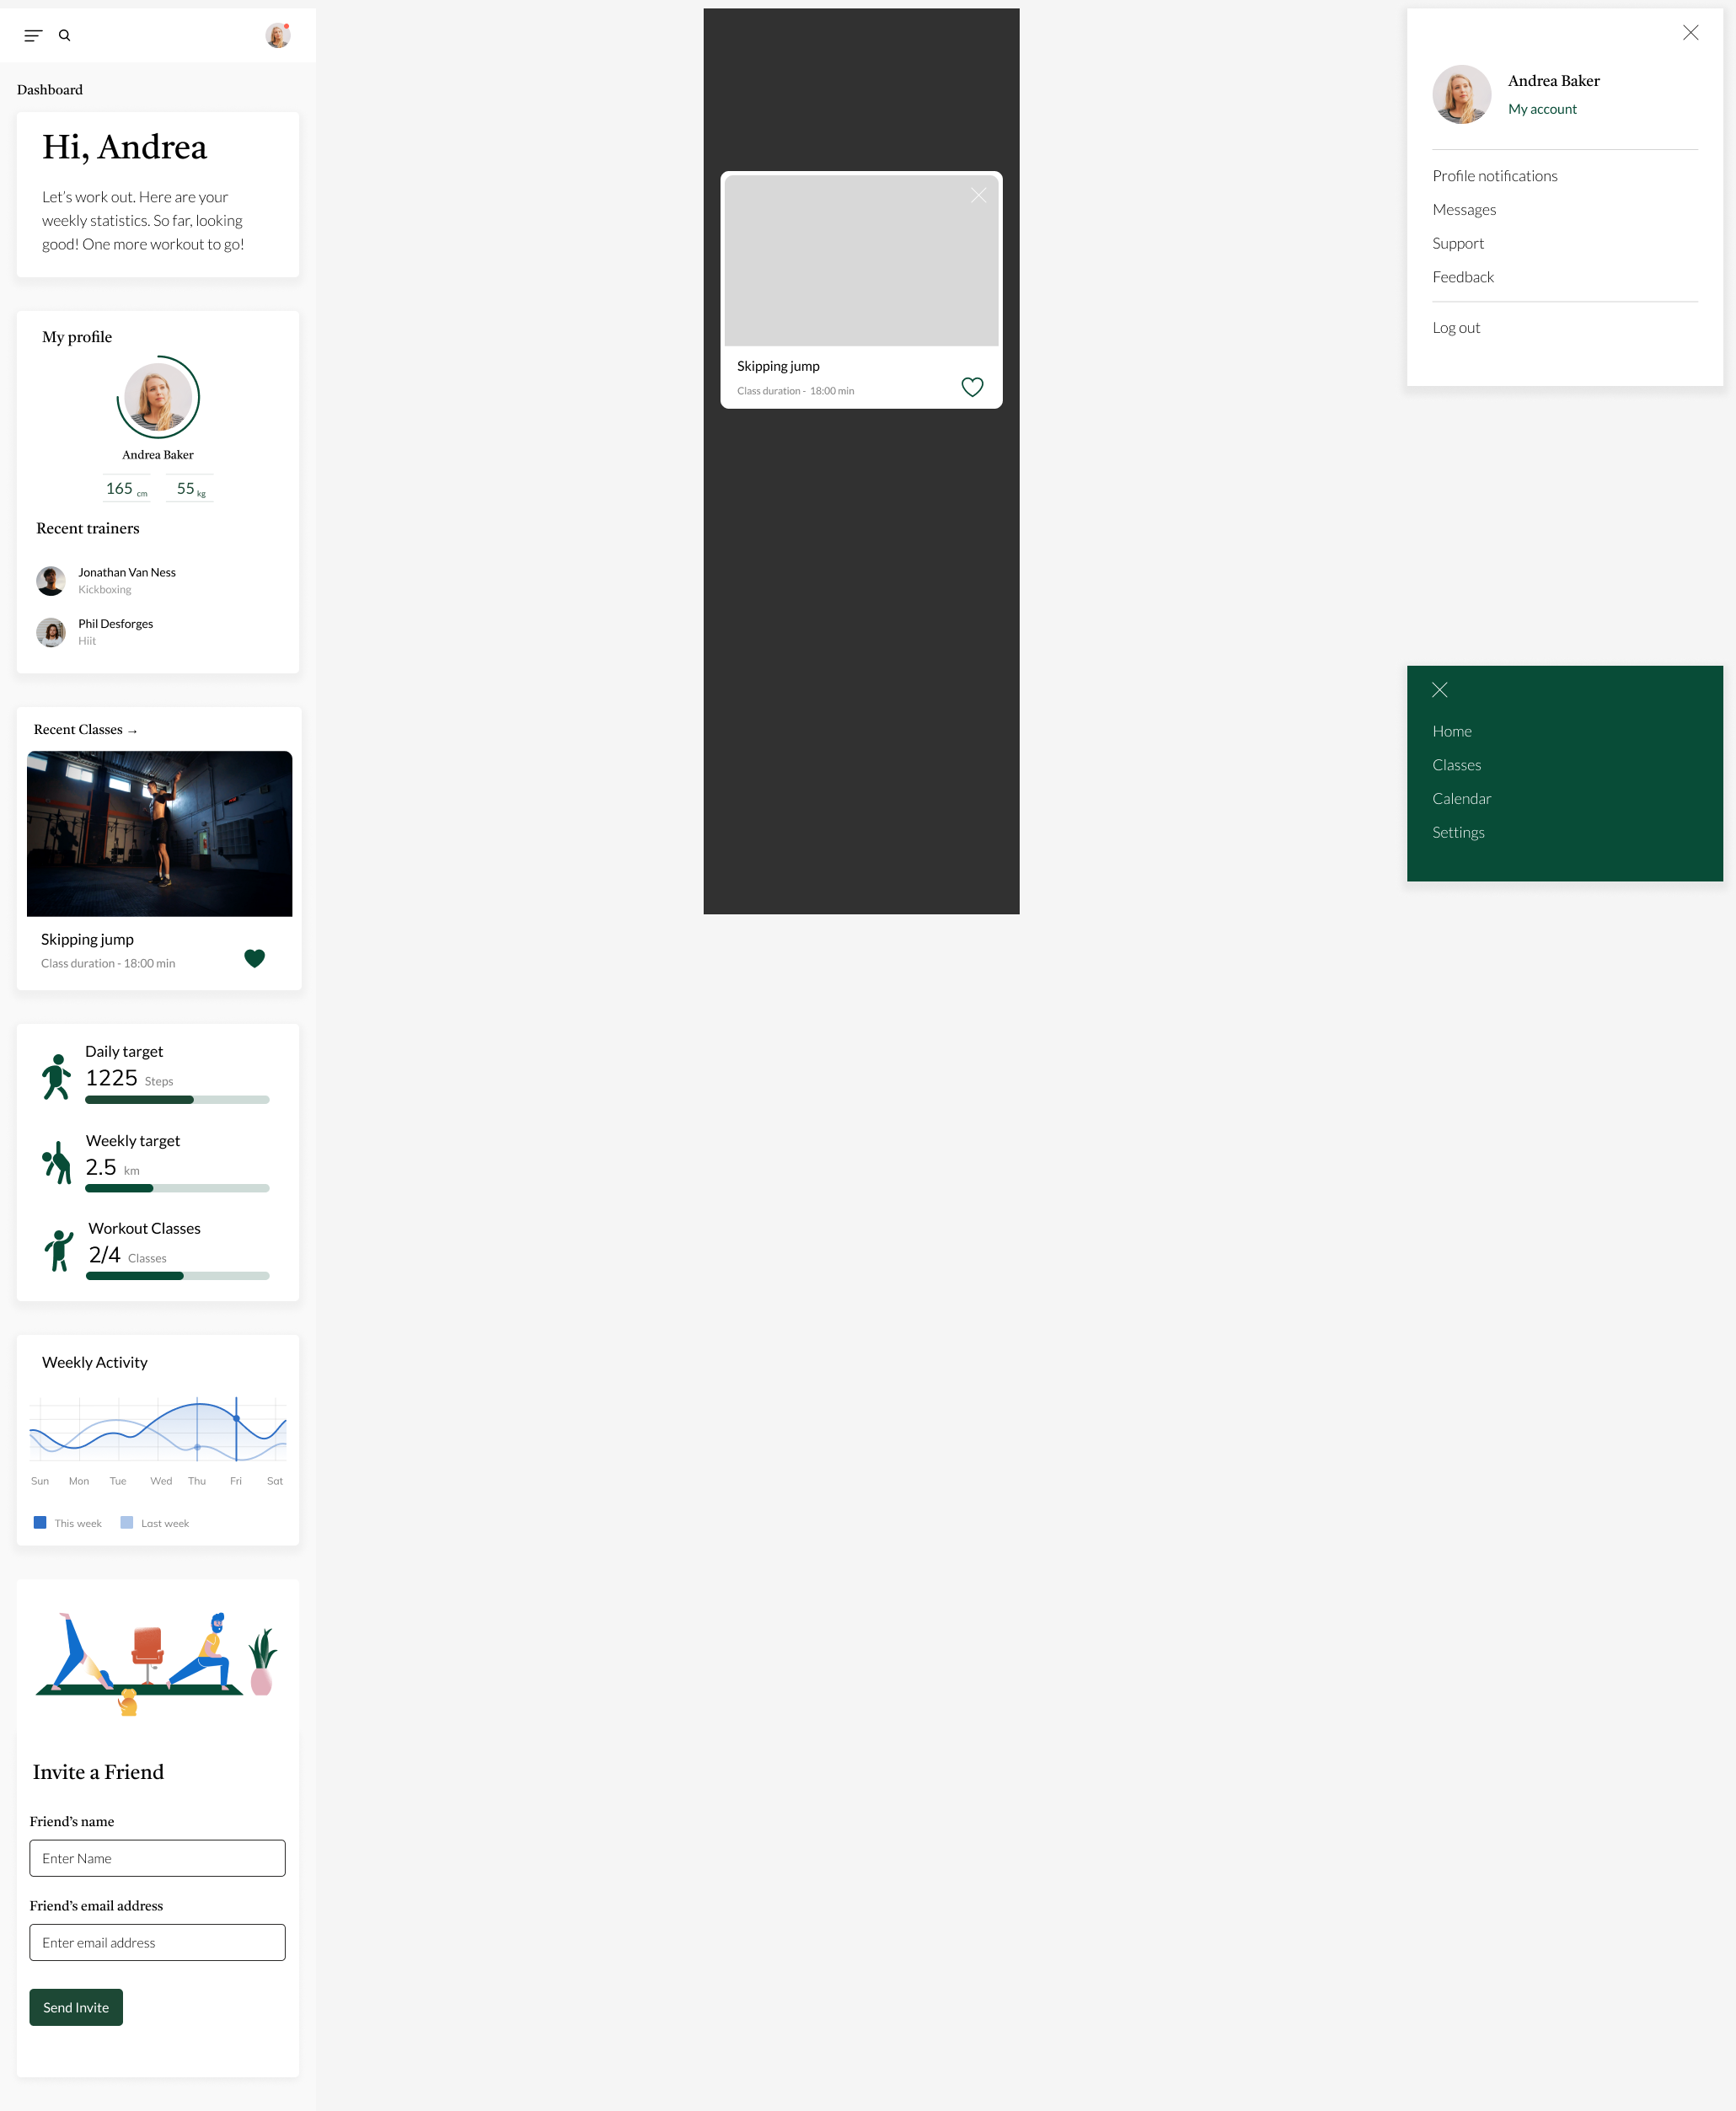 Dashboard
Hi, Andrea
Let’s work out. Here are your
weekly statistics. So far, looking
good! One more workout to go!
My profile
Andrea Baker
165 cm 55 kg
Recent trainers
Jonathan Van Ness
Kickboxing
Phil Desforges
Hiit
Recent Classes →
Skipping jump
Class duration - 18:00 min
Daily target
1225 Steps
Weekly target
2.5 km
Workout Classes
2/4 Classes
Weekly Activity
Sun Mon Tue Wed Thu Fri Sat
This week Last week
Invite a Friend
Friend’s name
Enter Name
Friend’s email address
Enter email address
Send Invite
Skipping jump
Class duration - 18:00 min
Andrea Baker
My account
Profile notifications
Messages
Support
Feedback
Log out
Home
Classes
Calendar
Settings